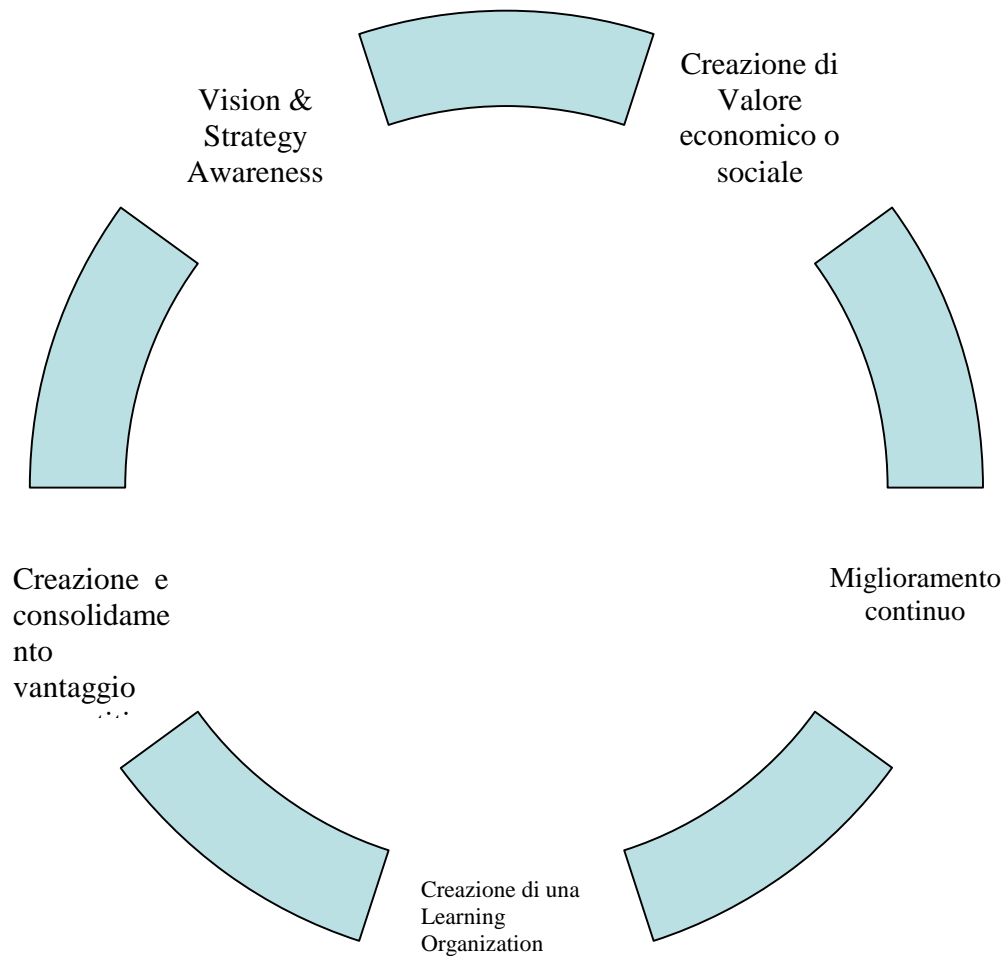 Vision &
Strategy
Awareness
Creazione di
Valore
economico o
sociale
Creazione e
consolidame
nto
vantaggio
Miglioramento
continuo
Creazione di una
Learning
Organization